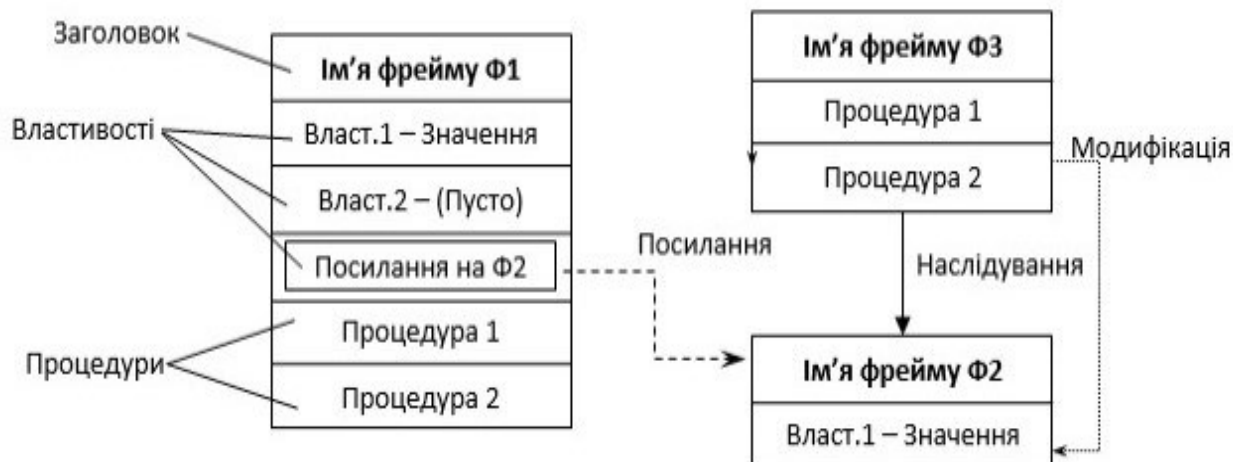 Заголовок
Ім’я фрейму Ф1
Властивості
Власт.1 – Значення
Власт.2 – (Пусто)
Посилання на Ф2
Процедури
Процедура 1
Процедура 2
Посилання
Ім’я фрейму Ф3
Процедура 1
Процедура 2
Модифікація
Наслідування
Ім’я фрейму Ф2
Власт.1 – Значення